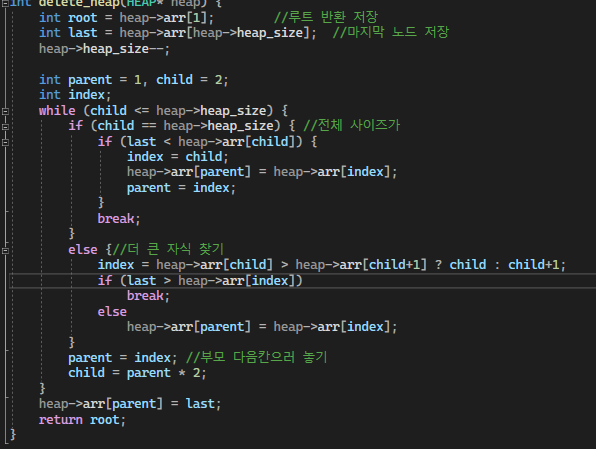 int delete_heap(HEAP* heap) {
    int root = heap->arr[1];        //루트 반환 저장
    int last = heap->arr[heap->heap_size];  //마지막 노드 저장
    heap->heap_size--;

    int parent = 1, child = 2;
    int index;
    while (child <= heap->heap_size) {
        if (child == heap->heap_size) { //전체 사이즈가
            if (last < heap->arr[child]) {
                index = child;
                heap->arr[parent] = heap->arr[index];
                parent = index;
            }
            break;
        }
        else {//더 큰 자식 찾기
            index = heap->arr[child] > heap->arr[child+1] ? child : child+1;
            if (last > heap->arr[index])
                break;
            else
                heap->arr[parent] = heap->arr[index];
        }
        parent = index; //부모 다음칸으러 놓기
        child = parent * 2;
    }
    heap->arr[parent] = last;
    return root;
}